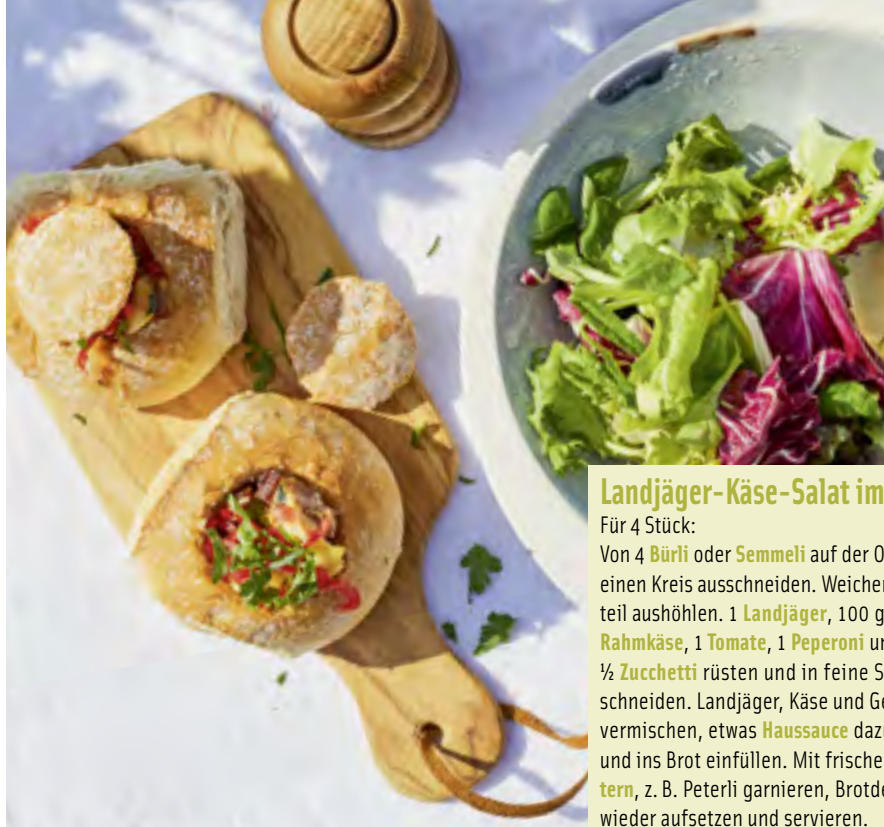 Landjäger-Käse-Salat im
Für 4 Stück:
Von 4 Bürli oder Semmeli auf der O
einen Kreis ausschneiden. Weicher
teil aushöhlen. 1 Landjäger, 100 g
Rahmkäse, 1 Tomate, 1 Peperoni un
½ Zucchetti rüsten und in feine S
schneiden. Landjäger, Käse und Ge
vermischen, etwas Haussauce daz
und ins Brot einfüllen. Mit frische
tern, z. B. Peterli garnieren, Brotde
wieder aufsetzen und servieren.